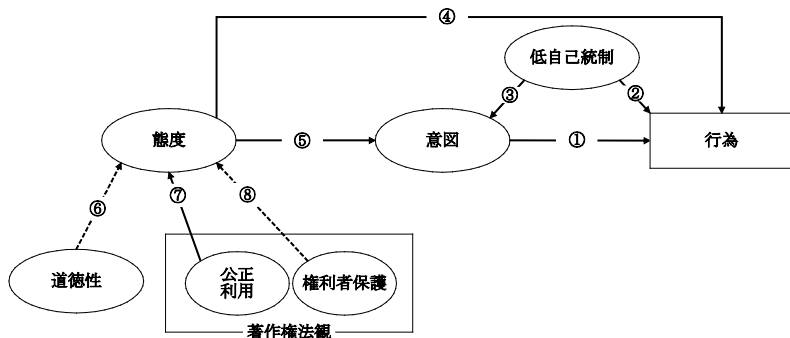 ④
低自己統制
③
②
態度
⑤
意図
①
行為
⑥
⑦
⑧
道徳性
公正
利用
権利者保護
著作権法観